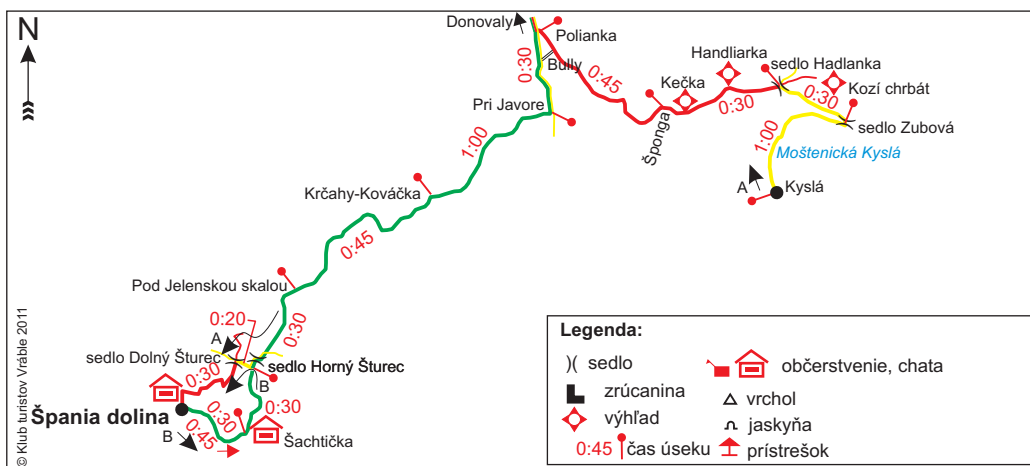 N
Donovaly
Polianka
0:30
Bully
0:45
Handliarka
sedlo Hadlanka
Kečka
Kozí chrbát
0:30
0:30
Pri Javore
Šponga
sedlo Zubová
1:00
1:00
Moštenická Kyslá
A
Kyslá
Krčahy-Kováčka
0:45
Pod Jelenskou skalou
0:20
A
0:30
sedlo Dolný Šturec
sedlo Horný Šturec
0:30
B
0:30
Špania dolina
0:30
Šachtička
B
0:45
© Klub turistov Vráble 2011
Legenda:
)( sedlo
zrúcanina
výhľad
0:45 čas úseku
občerstvenie, chata
vrchol
jaskyňa
prístrešok